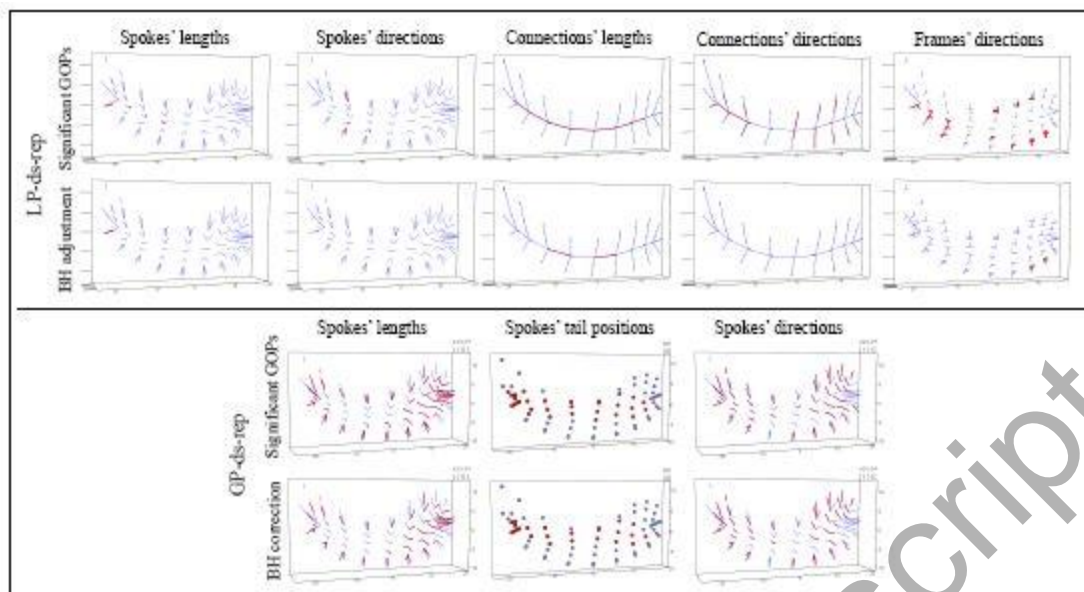 Spokes' lengths
Spokes' directions
Connections' lengths
Connections' directions
Frames' directions
LP-ds-rep
Significant GOPs
BH adjustment
Spokes' lengths
Spokes' tail positions
Spokes' directions
GP-ds-rep
Significant GOPs
BH correction
script